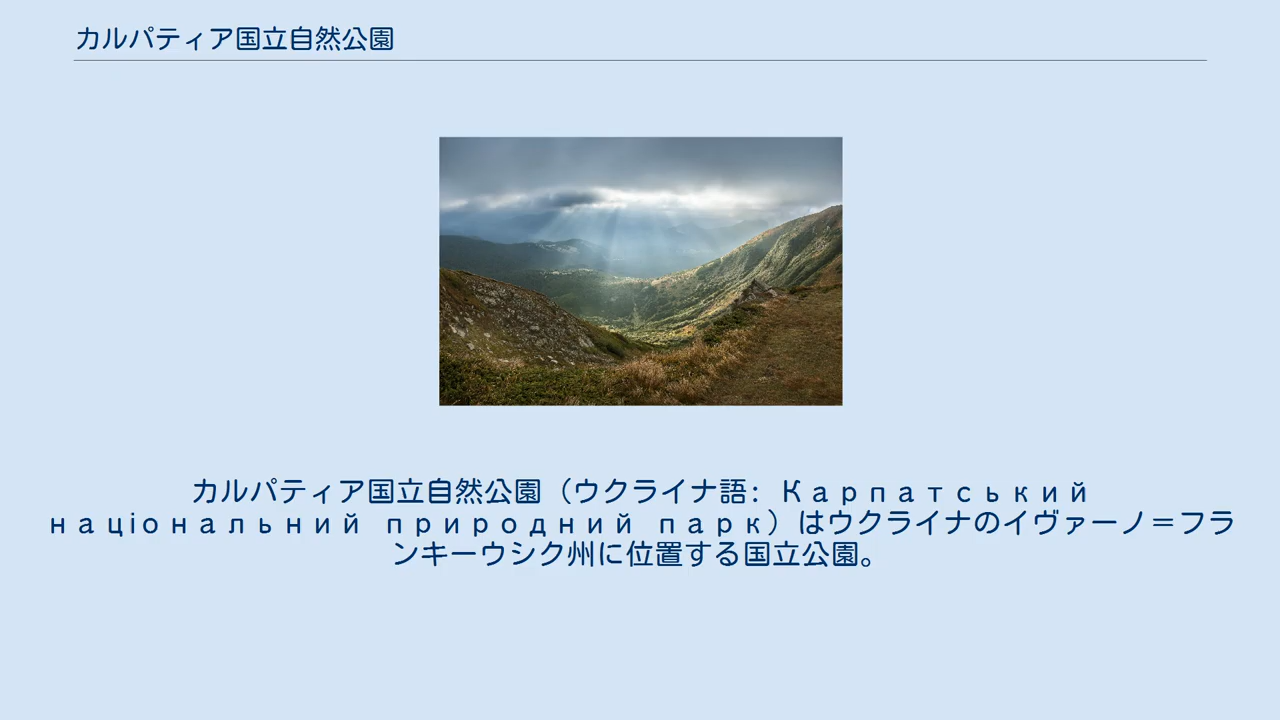 カルパティア国立自然公園
カルパティア国立自然公園（ウクライナ語: Карпатський
національний природний парк）はウクライナのイヴァーノ＝フラ
ンキーウシク州に位置する国立公園。